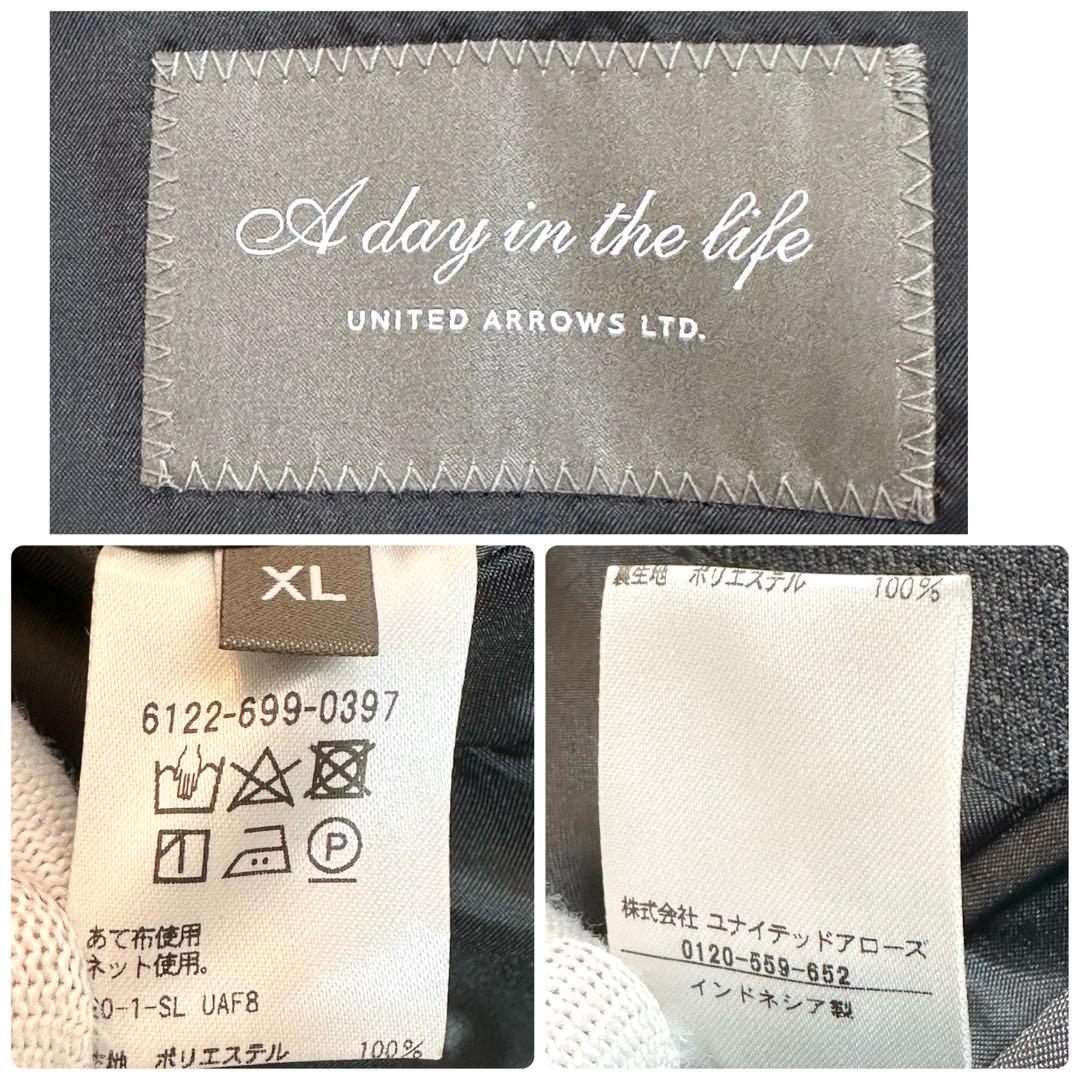 A day in the life
UNITED ARROWS LTD.
XL
6122-699-0397
P
あて布使用
ネット使用。
0-1-SL UAF8
地 ポリエステル 100%
裏生地 ポリエステル 100%
株式会社 ユナイテッドアローズ
0120-559-652
インドネシア製